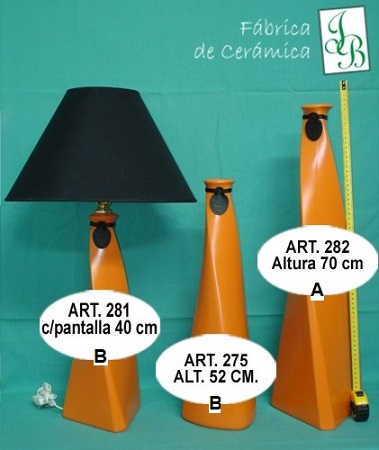 Fábrica
de Cerámica
JB
ART. 282
Altura 70 cm
A
ART. 281
c/pantalla 40 cm
B
ART. 275
ALT. 52 CM.
B